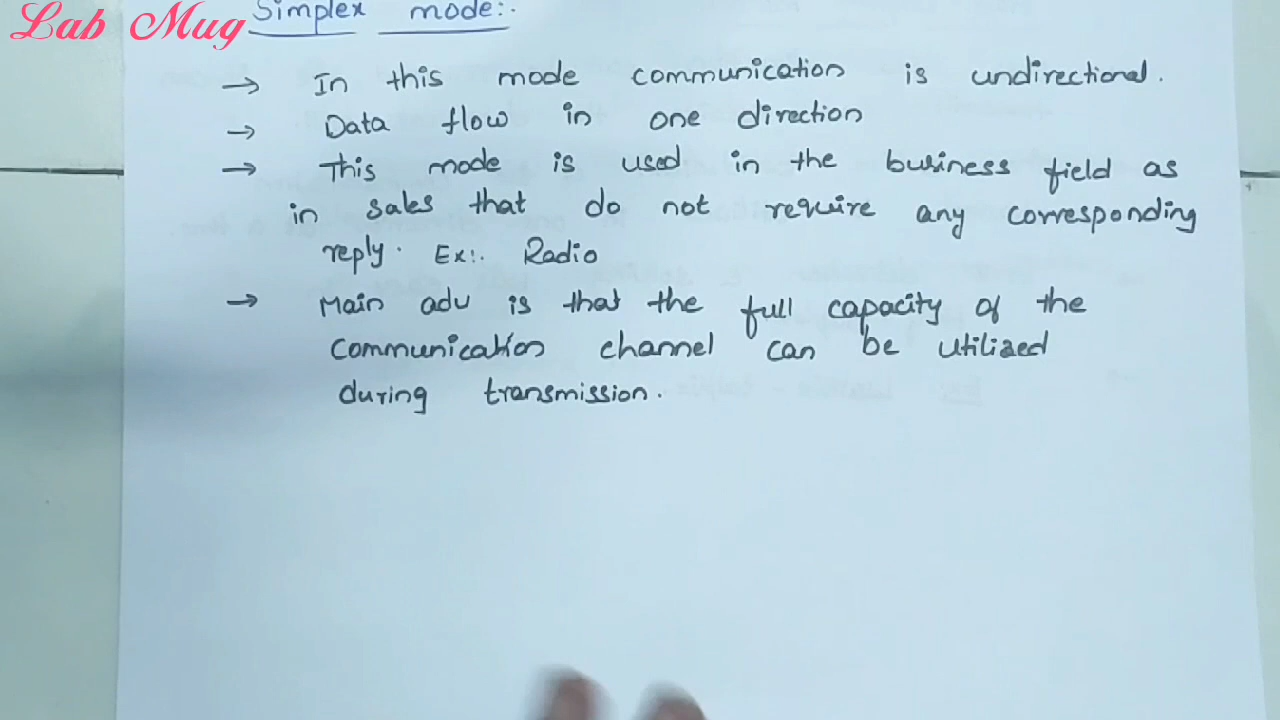 Lab Mug
Simplex mode:.
→ In this mode communication is undirectional.
→ Data flow in one direction
→ This mode is used in the business field as
in sales that do not require any corresponding
reply. Ex:. Radio
→ Main adv is that the full capacity of the
communication channel can be utilized
during transmission.